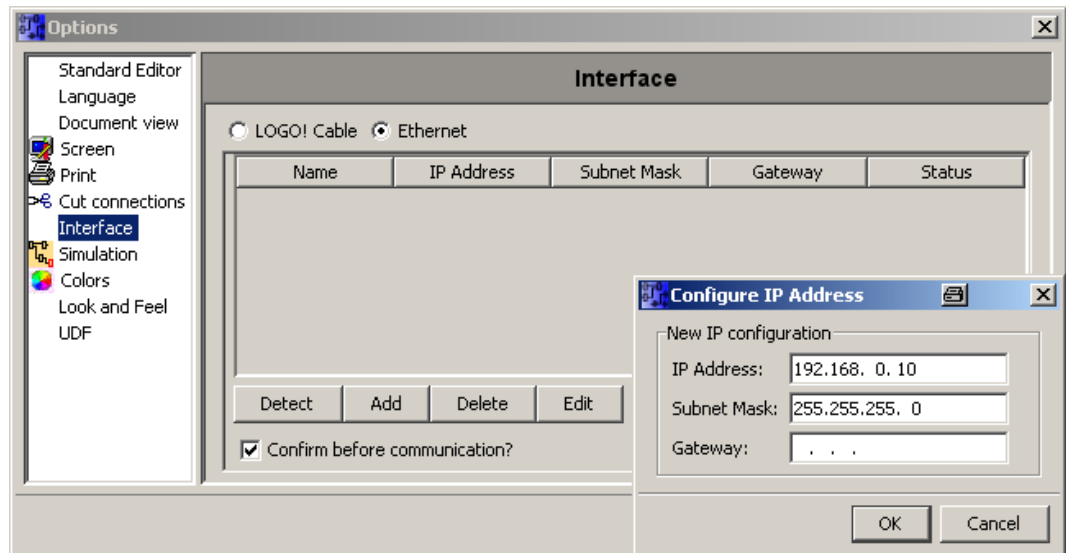 Options
Standard Editor
Language
Document view
Screen
Print
Cut connections
Interface
Simulation
Colors
Look and Feel
UDF
Interface
LOGO! Cable Ethernet
Name IP Address Subnet Mask Gateway Status
Detect Add Delete Edit
Confirm before communication?
Configure IP Address
New IP configuration
IP Address: 192.168. 0. 10
Subnet Mask: 255.255.255. 0
Gateway: . . .
OK Cancel